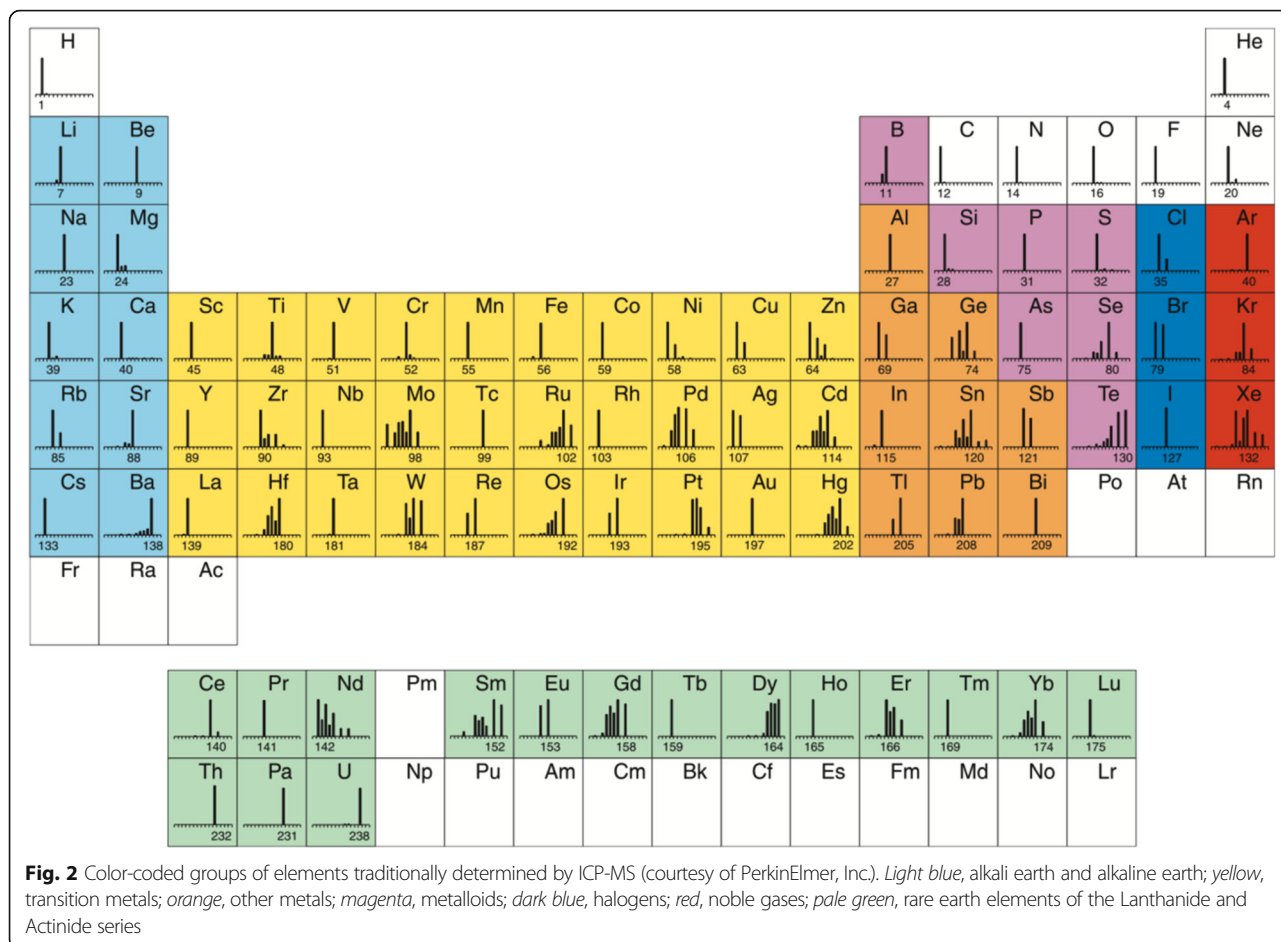 H He
1 4
Li Be B C N O F Ne
7 9 11 12 14 16 19 20
Na Mg Al Si P S Cl Ar
23 24 27 28 31 32 35 40
K Ca Sc Ti V Cr Mn Fe Co Ni Cu Zn Ga Ge As Se Br Kr
39 40 45 48 51 52 55 56 59 58 63 64 69 74 75 80 79 84
Rb Sr Y Zr Nb Mo Tc Ru Rh Pd Ag Cd In Sn Sb Te I Xe
85 88 89 90 93 98 99 102 103 106 107 114 115 120 121 130 127 132
Cs Ba La Hf Ta W Re Os Ir Pt Au Hg Tl Pb Bi Po At Rn
133 138 139 180 181 184 187 192 193 195 197 202 205 208 209
Fr Ra Ac
Ce Pr Nd Pm Sm Eu Gd Tb Dy Ho Er Tm Yb Lu
140 141 142 152 153 158 159 164 165 166 169 174 175
Th Pa U Np Pu Am Cm Bk Cf Es Fm Md No Lr
232 231 238
Fig. 2 Color-coded groups of elements traditionally determined by ICP-MS (courtesy of PerkinElmer, Inc.). Light blue, alkali earth and alkaline earth; yellow,
transition metals; orange, other metals; magenta, metalloids; dark blue, halogens; red, noble gases; pale green, rare earth elements of the Lanthanide and
Actinide series